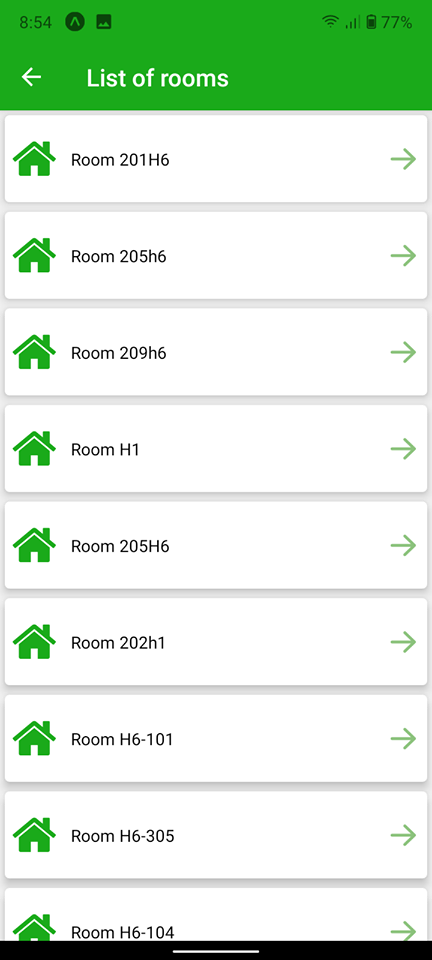 8:54
77%
List of rooms
Room 201H6
Room 205h6
Room 209h6
Room H1
Room 205H6
Room 202h1
Room H6-101
Room H6-305
Room H6-104